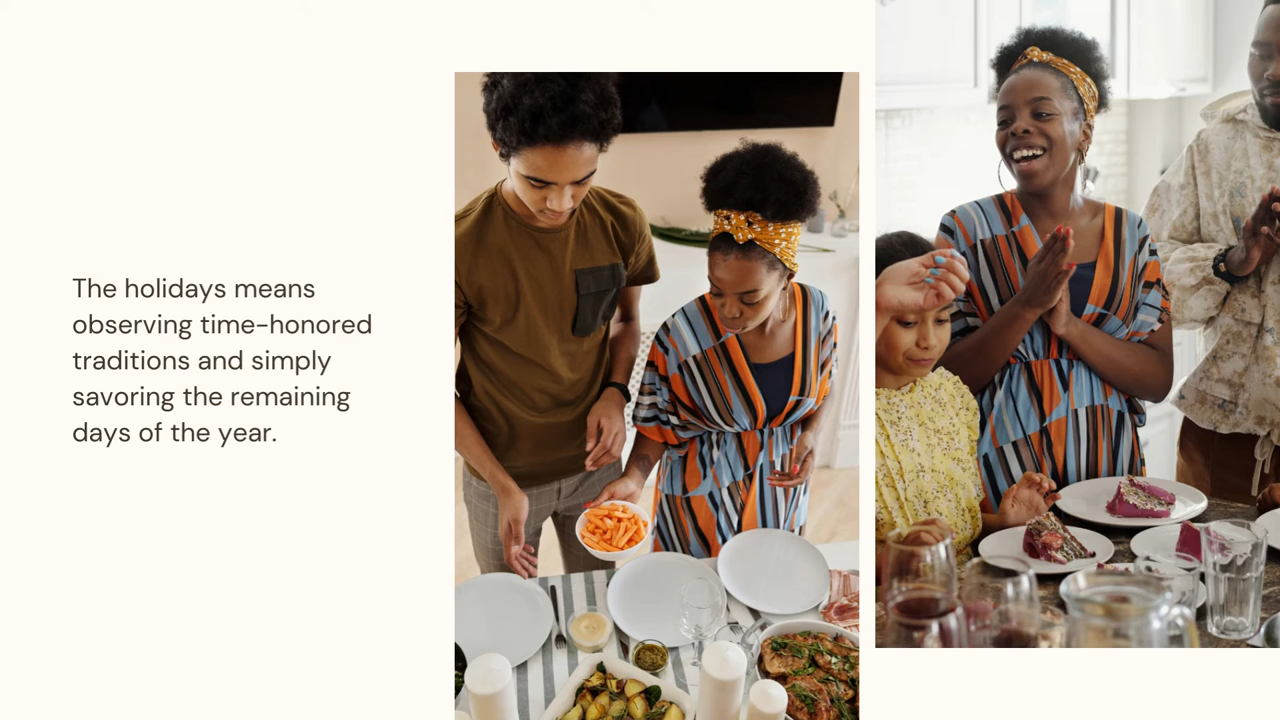 The holidays means
observing time-honored
traditions and simply
savoring the remaining
days of the year.